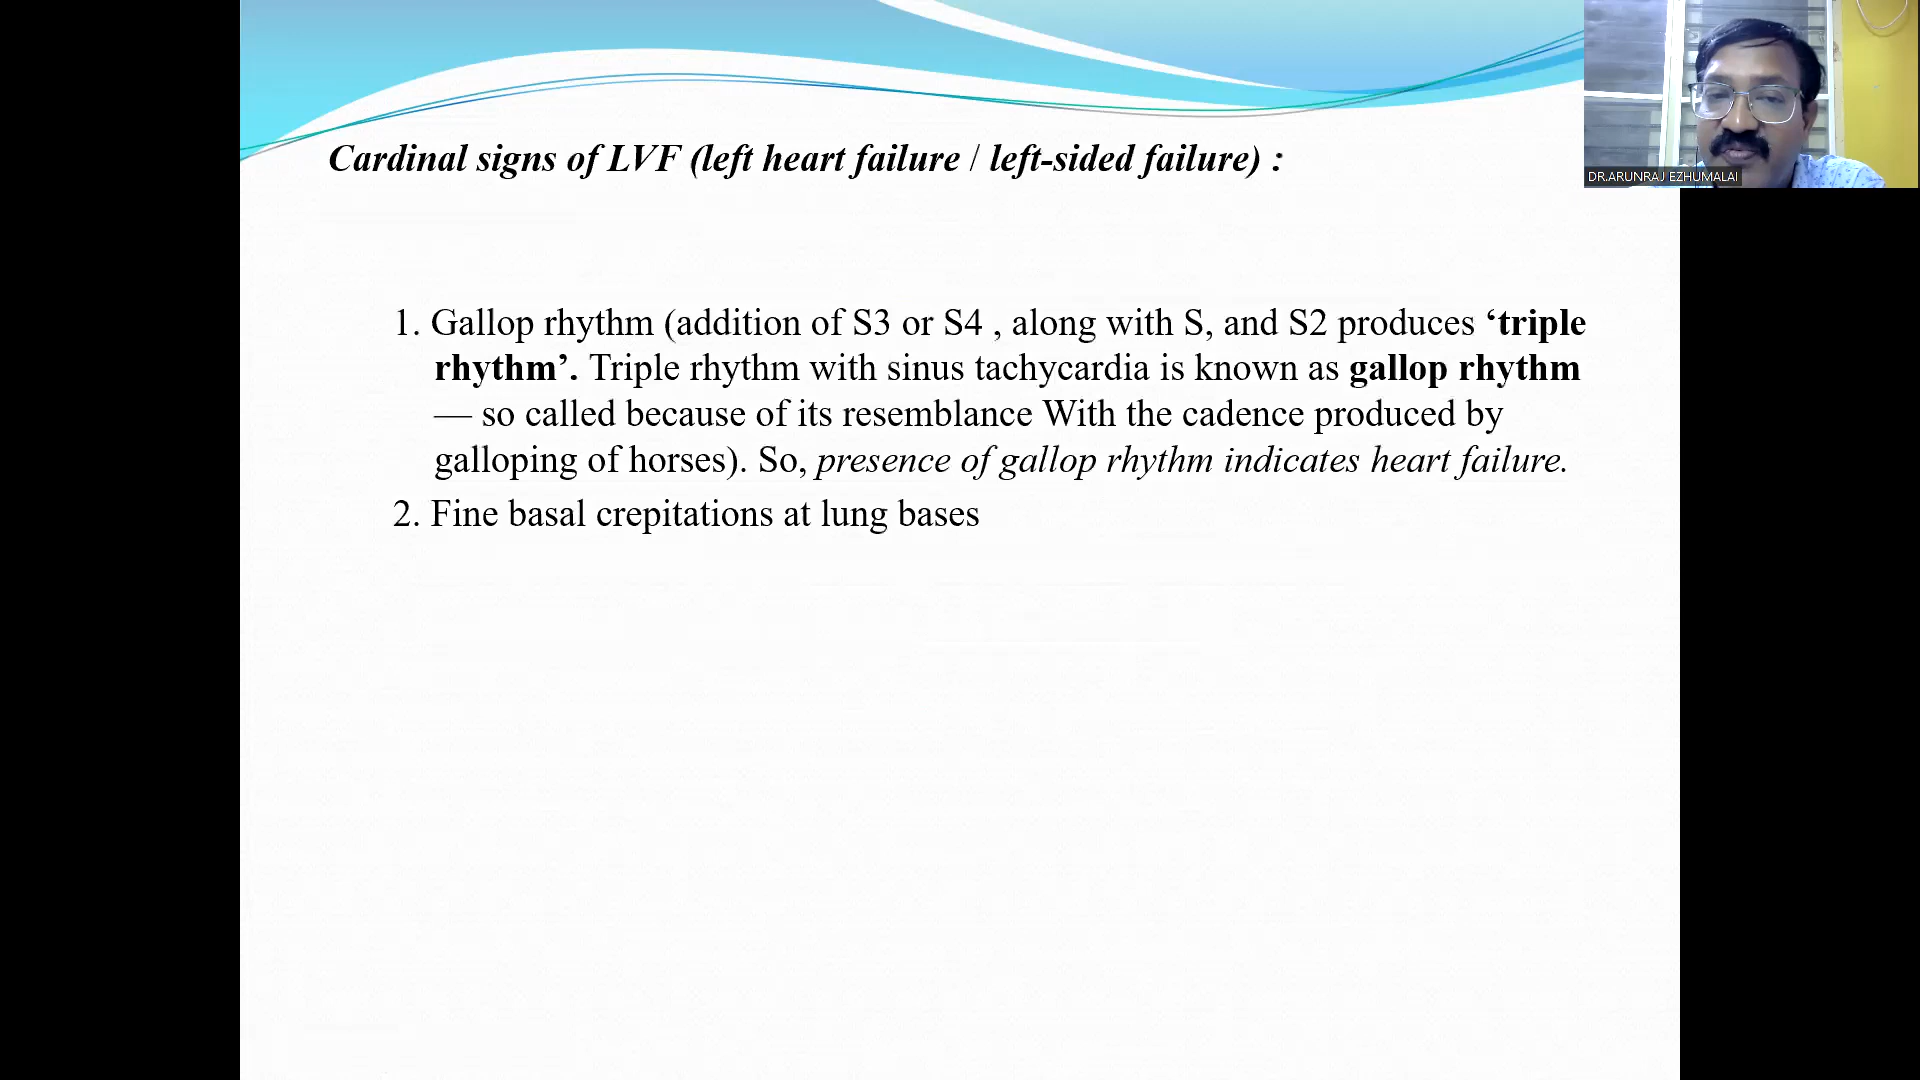 Cardinal signs of LVF (left heart failure / left-sided failure) :
DR.ARUNRAJ EZHUMALAI
1. Gallop rhythm (addition of S3 or S4 , along with S, and S2 produces ‘triple
rhythm’. Triple rhythm with sinus tachycardia is known as gallop rhythm
— so called because of its resemblance With the cadence produced by
galloping of horses). So, presence of gallop rhythm indicates heart failure.
2. Fine basal crepitations at lung bases